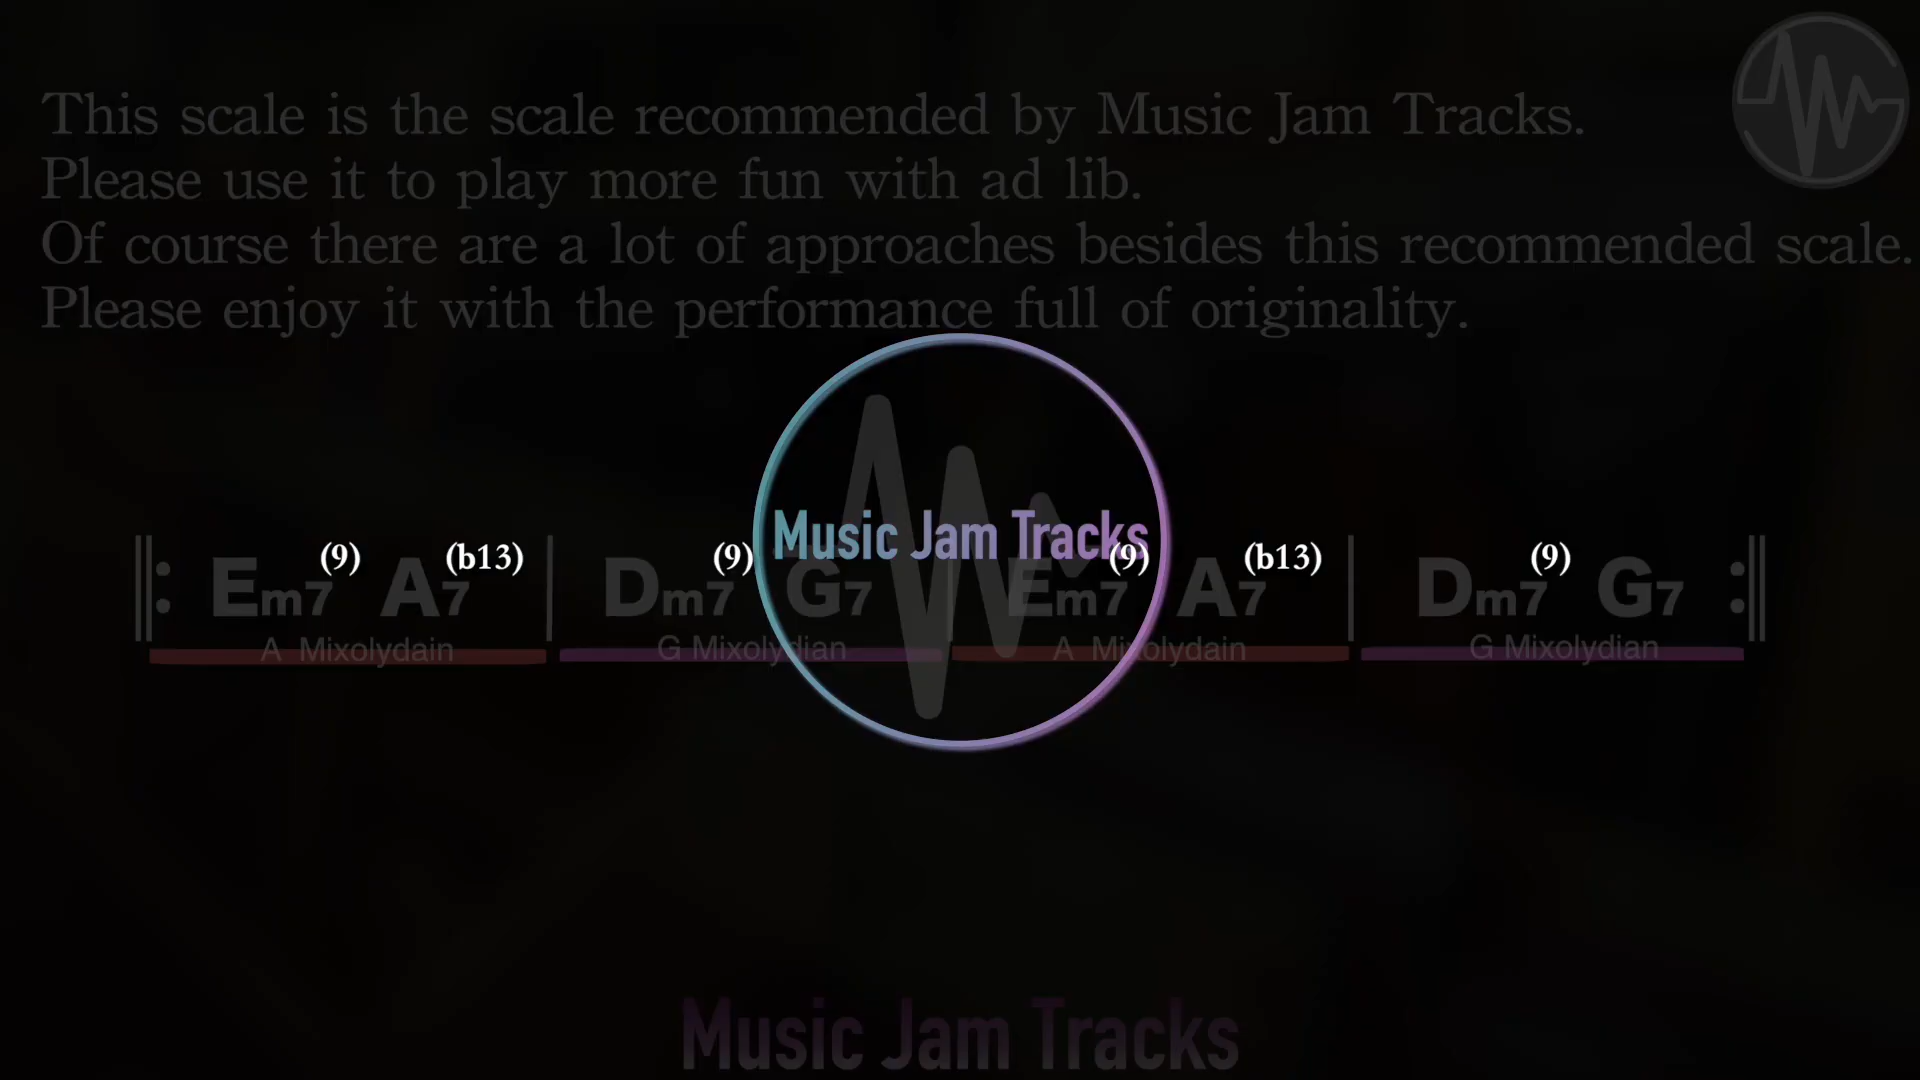 This scale is the scale recommended by Music Jam Tracks.
Please use it to play more fun with ad lib.
Of course there are a lot of approaches besides this recommended scale.
Please enjoy it with the performance full of originality.
Music Jam Tracks
Em7(9) A7(b13) Dm7(9) G7 Em7(9) A7(b13) Dm7(9) G7
A Mixolydain G Mixolydian A Mixolydain G Mixolydian
Music Jam Tracks